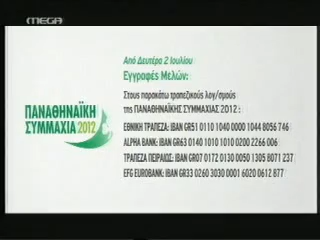 MEGA
Από Δευτέρα 2 Ιουλίου
Εγγραφές Μελών:
Στους παρακάτω τραπεζικούς λογ/σμούς
της ΠΑΝΑΘΗΝΑΪΚΗΣ ΣΥΜΜΑΧΙΑΣ 2012 :
ΠΑΝΑΘΗΝΑΪΚΗ
ΣΥΜΜΑΧΙΑ 2012
ΕΘΝΙΚΗ ΤΡΑΠΕΖΑ: IBAN GR51 0110 1040 0000 1044 8056 746
ALPHA BANK: IBAN GR63 0140 1010 1010 0200 2266 006
ΤΡΑΠΕΖΑ ΠΕΙΡΑΙΩΣ: IBAN GR07 0172 0130 0050 1305 8071 237
EFG EUROBANK: IBAN GR33 0260 3030 0001 6020 0612 877